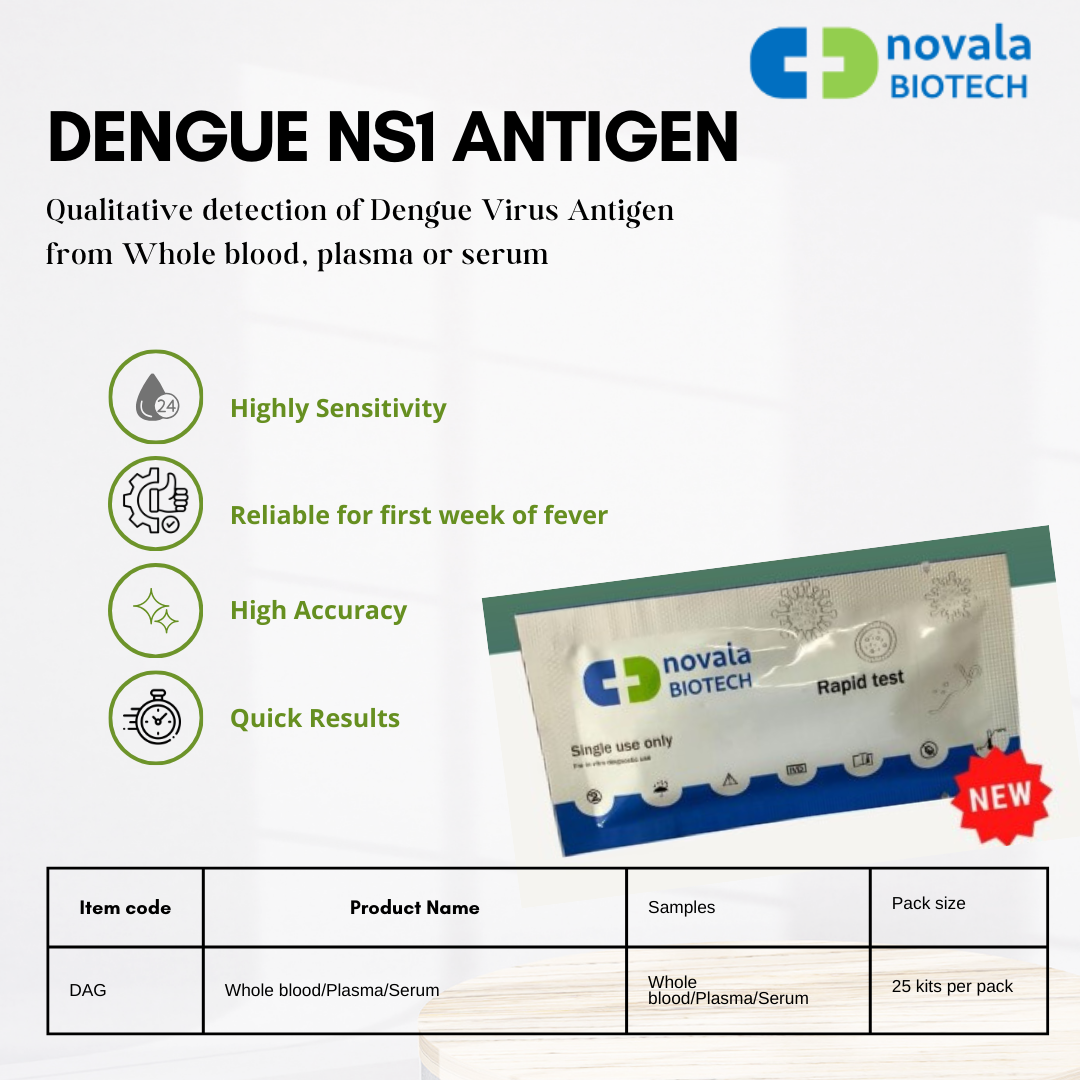 novala
BIOTECH
DENGUE NS1 ANTIGEN
Qualitative detection of Dengue Virus Antigen
from Whole blood, plasma or serum
24
Highly Sensitivity
Reliable for first week of fever
High Accuracy
Quick Results
novala
BIOTECH
Rapid test
Single use only
For in vitro diagnostic use
2
IVD
NEW
Item code
Product Name
Samples
Pack size
DAG
Whole blood/Plasma/Serum
Whole
blood/Plasma/Serum
25 kits per pack